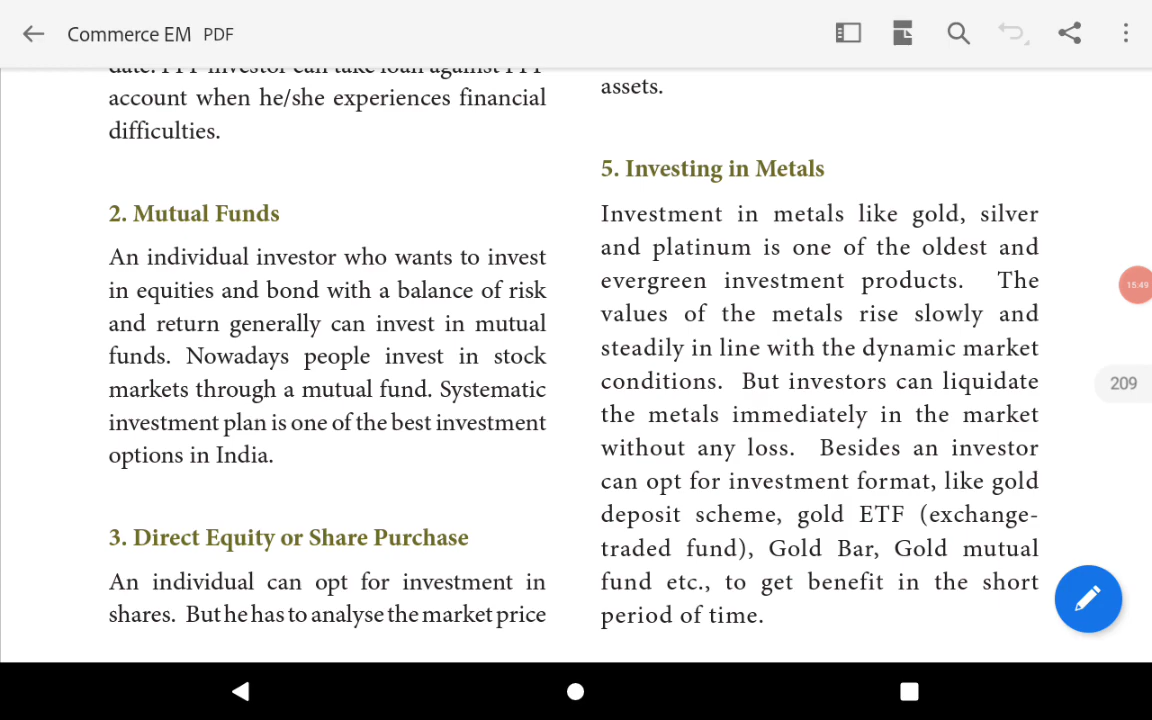 Commerce EM PDF
account when he/she experiences financial
difficulties.
2. Mutual Funds
An individual investor who wants to invest
in equities and bond with a balance of risk
and return generally can invest in mutual
funds. Nowadays people invest in stock
markets through a mutual fund. Systematic
investment plan is one of the best investment
options in India.
3. Direct Equity or Share Purchase
An individual can opt for investment in
shares. But he has to analyse the market price
assets.
5. Investing in Metals
Investment in metals like gold, silver
and platinum is one of the oldest and
evergreen investment products. The
values of the metals rise slowly and
steadily in line with the dynamic market
conditions. But investors can liquidate
the metals immediately in the market
without any loss. Besides an investor
can opt for investment format, like gold
deposit scheme, gold ETF (exchange-
traded fund), Gold Bar, Gold mutual
fund etc., to get benefit in the short
period of time.
15:49
209